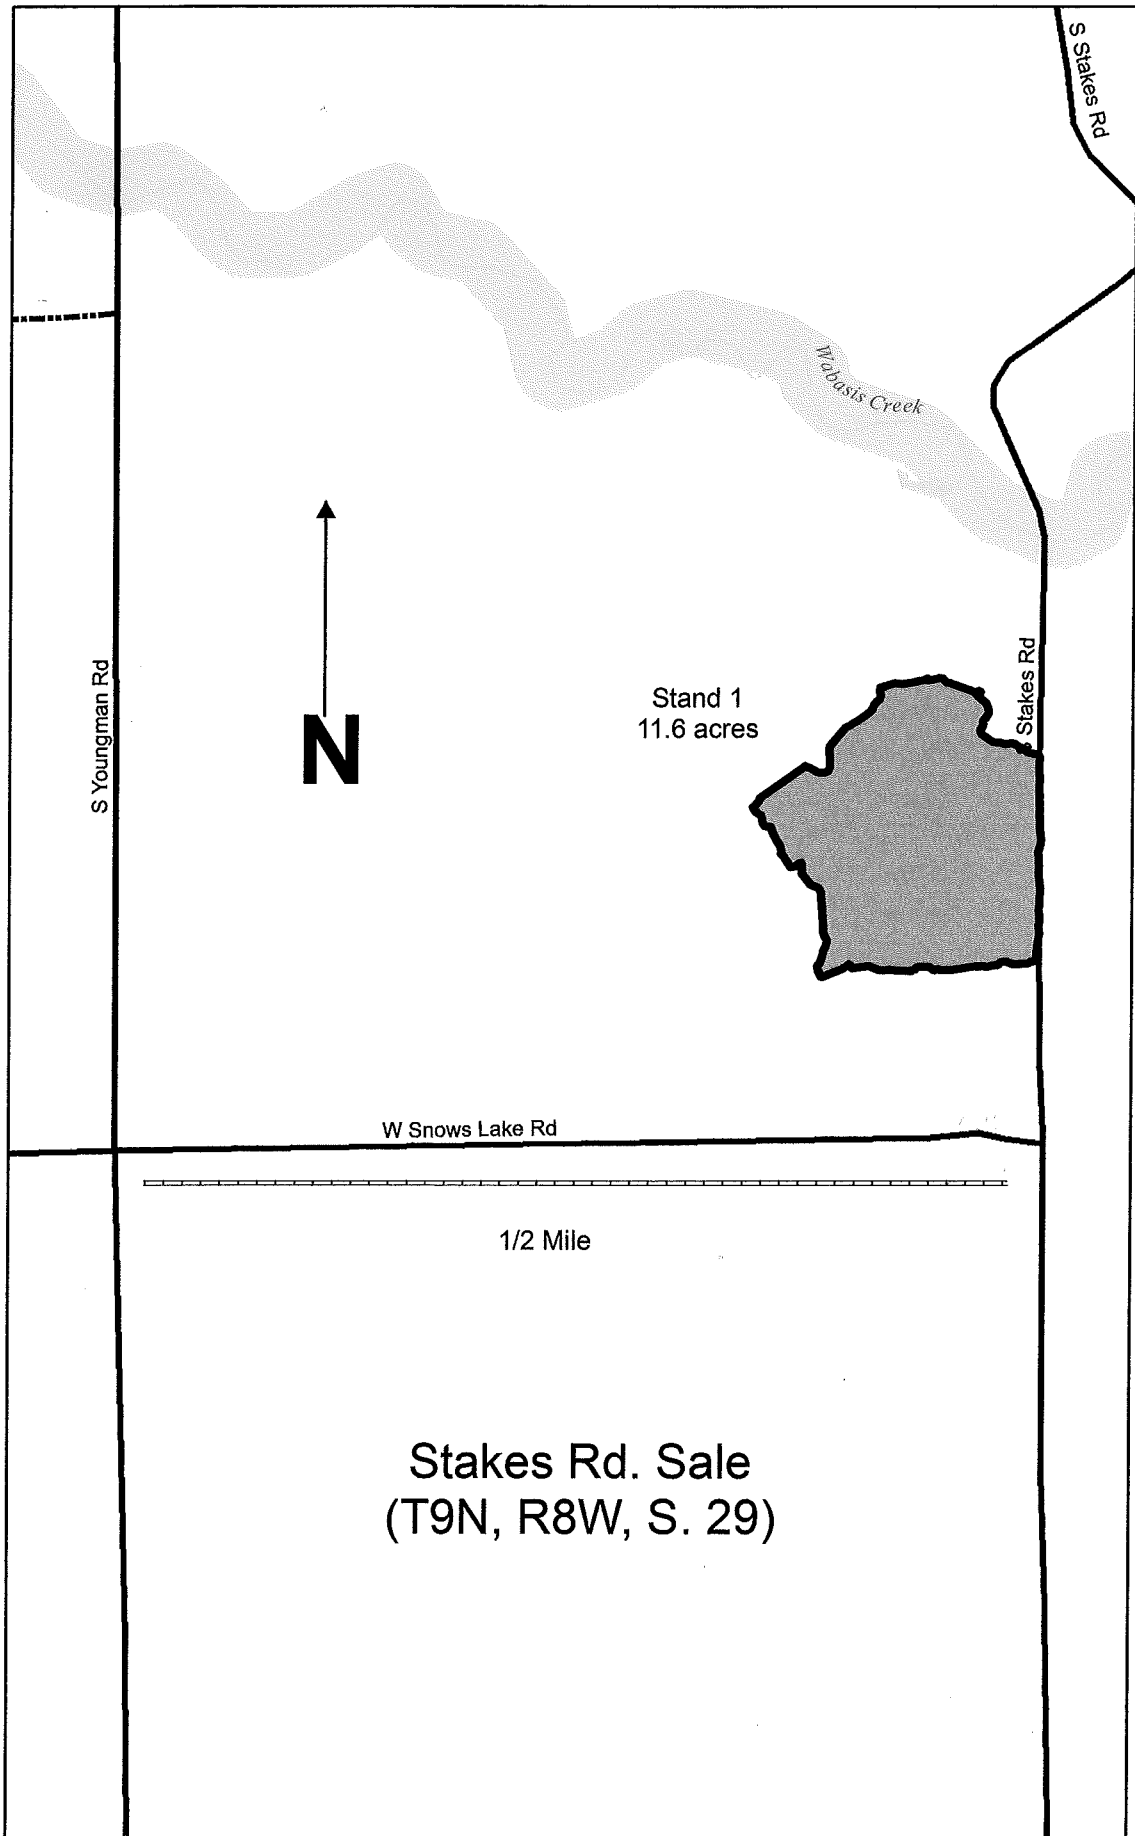 S Stakes Rd
Wabasis Creek
S Youngman Rd
N
Stand 1
11.6 acres
S Stakes Rd
W Snows Lake Rd
1/2 Mile
Stakes Rd. Sale
(T9N, R8W, S. 29)